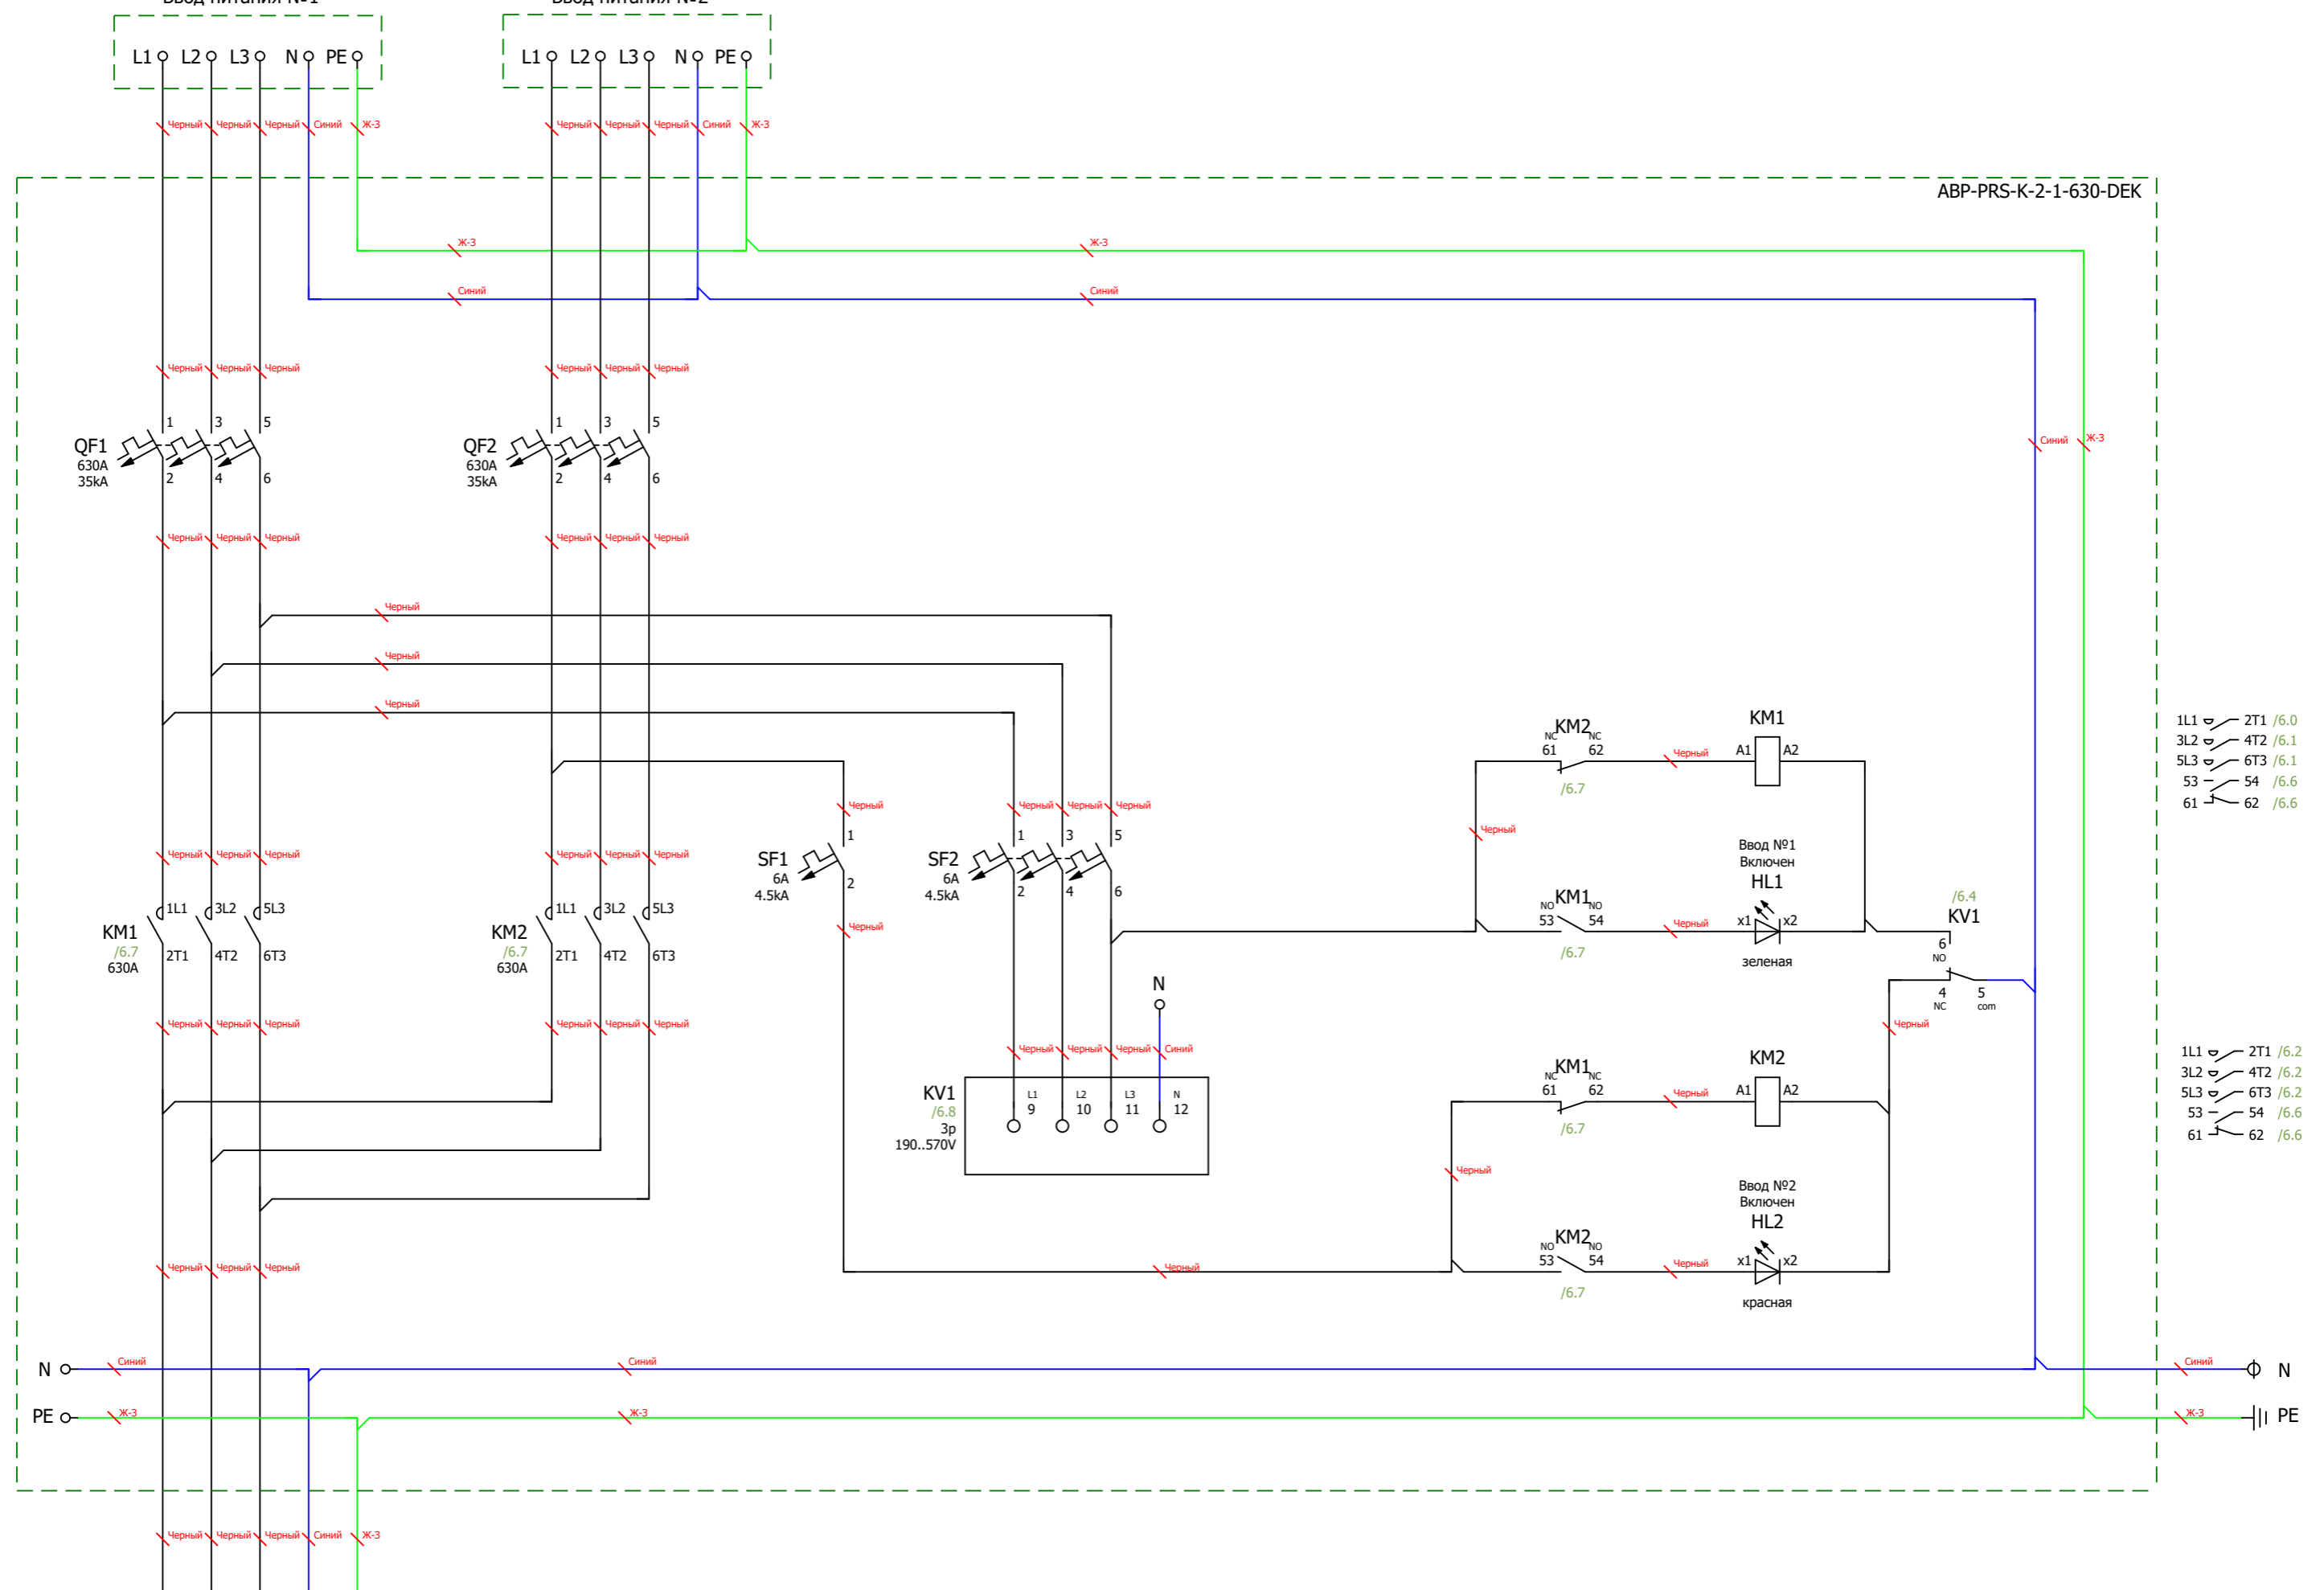 Ввод питания №1
Ввод питания №2
L1 L2 L3 N PE
L1 L2 L3 N PE
Черный Черный Черный Синий Ж-З
Черный Черный Черный Синий Ж-З
ABP-PRS-K-2-1-630-DEK
Ж-З
Ж-З
Синий
Синий
Черный Черный Черный
Черный Черный Черный
Синий Ж-З
QF1
630A
35kA
1 3 5
2 4 6
QF2
630A
35kA
1 3 5
2 4 6
Черный Черный Черный
Черный Черный Черный
Черный
Черный
Черный
Черный
Черный Черный Черный
SF1
6A
4.5kA
1
2
SF2
6A
4.5kA
1 3 5
2 4 6
Черный
Черный Черный Черный
Черный Черный Черный
KM1
/6.7
630A
1L1 3L2 5L3
2T1 4T2 6T3
KM2
/6.7
630A
1L1 3L2 5L3
2T1 4T2 6T3
Черный Черный Черный
Черный Черный Черный
N
Черный Черный Черный Синий
KV1
/6.8
3p
190..570V
L1 L2 L3 N
9 10 11 12
KM2
NC NC
61 62
/6.7
Черный
KM1
A1 A2
Черный
Ввод №1
Включен
HL1
x1 x2
зеленая
KM1
NO NO
53 54
/6.7
Черный
/6.4
KV1
6
NO
4 5
NC com
Черный
KM1
NC NC
61 62
/6.7
Черный
KM2
A1 A2
Черный
Ввод №2
Включен
HL2
x1 x2
красная
KM2
NO NO
53 54
/6.7
Черный
Черный
1L1 2T1 /6.0
3L2 4T2 /6.1
5L3 6T3 /6.1
53 54 /6.6
61 62 /6.6
1L1 2T1 /6.2
3L2 4T2 /6.2
5L3 6T3 /6.2
53 54 /6.6
61 62 /6.6
Черный Черный Черный
N Синий Синий Синий N
PE Ж-З Ж-З Ж-З PE
Черный Черный Черный Синий Ж-З